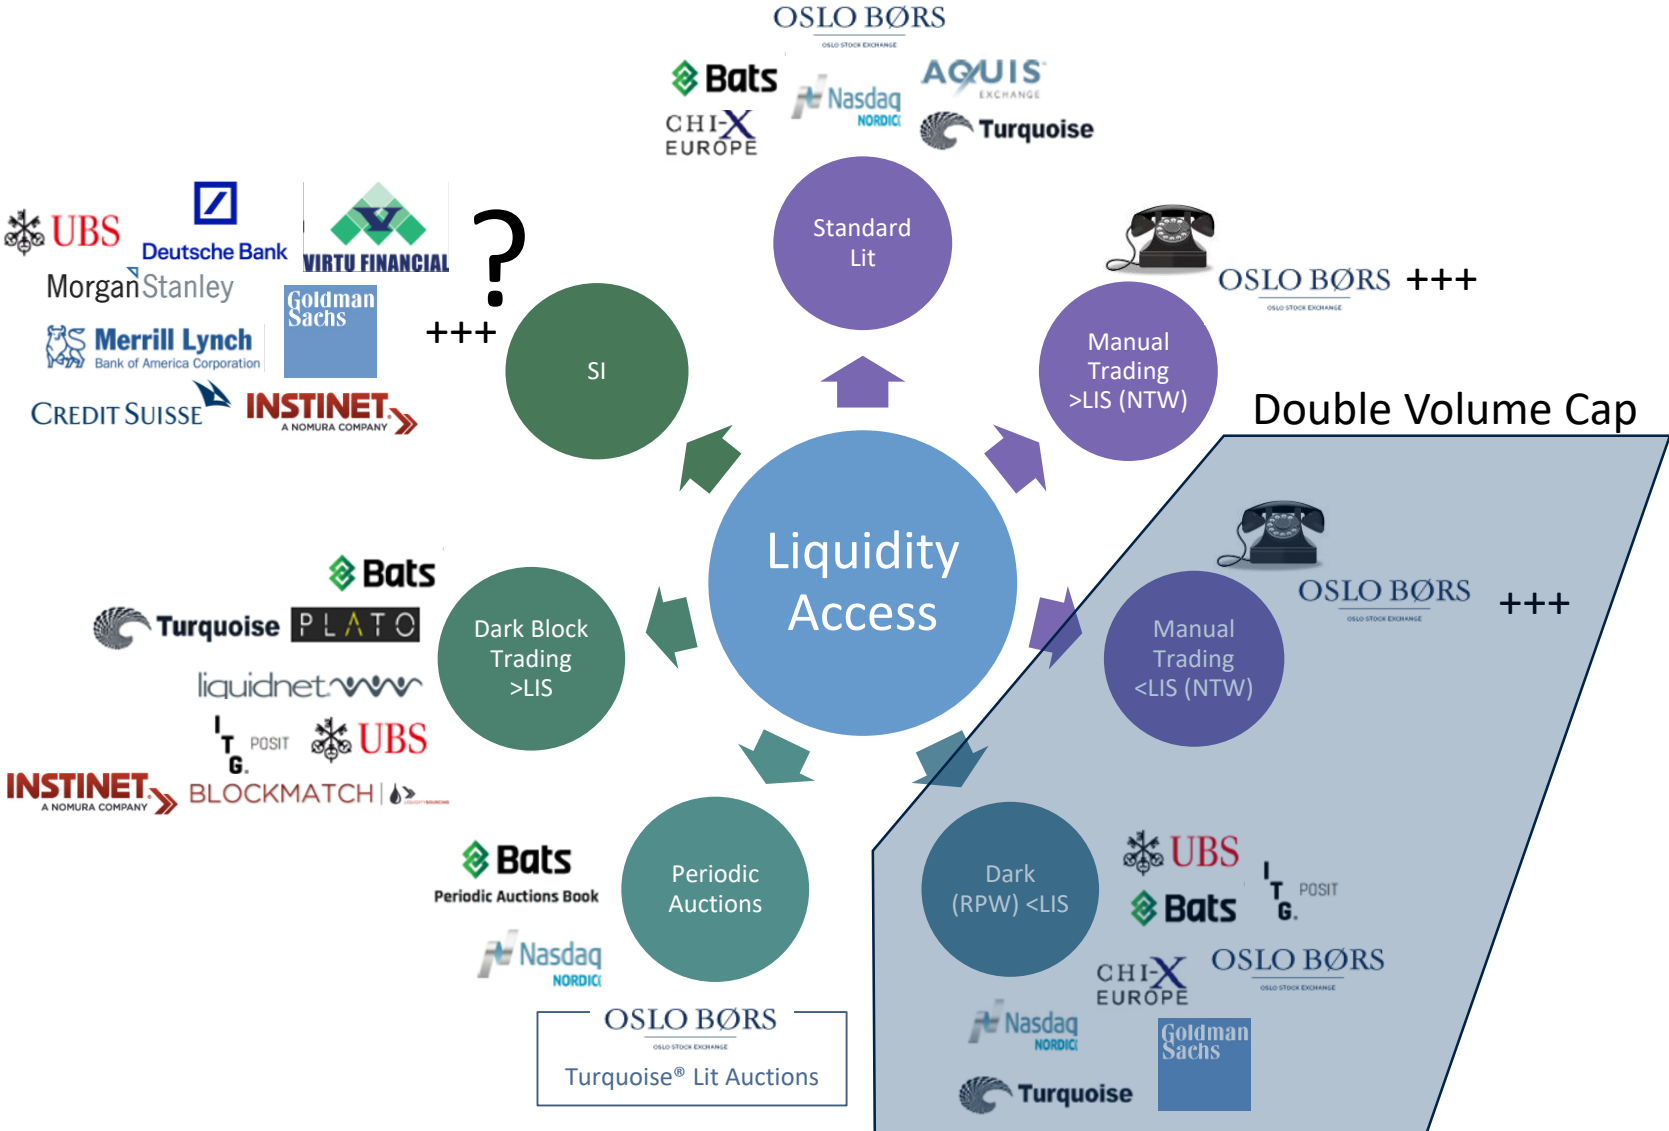 OSLO BØRS
OSLO STOCK EXCHANGE
Bats
CHI-X
EUROPE
Nasdaq
NORDIC
AQUIS
EXCHANGE
Turquoise
Standard
Lit
UBS
Deutsche Bank
VIRTU FINANCIAL
Morgan Stanley
Goldman
Sachs
Merrill Lynch
Bank of America Corporation
CREDIT SUISSE
INSTINET
A NOMURA COMPANY
?
+++
SI
OSLO BØRS
OSLO STOCK EXCHANGE
+++
Manual
Trading
>LIS (NTW)
Double Volume Cap
Liquidity
Access
OSLO BØRS
OSLO STOCK EXCHANGE
+++
Manual
Trading
<LIS (NTW)
Bats
Turquoise
PLATO
liquidnet
ITG.
POSIT
UBS
INSTINET
A NOMURA COMPANY
BLOCKMATCH
LIQUIDITYSOURCING
Dark Block
Trading
>LIS
Bats
Periodic Auctions Book
Nasdaq
NORDIC
Periodic
Auctions
OSLO BØRS
OSLO STOCK EXCHANGE
Turquoise® Lit Auctions
Dark
(RPW) <LIS
UBS
Bats
ITG.
POSIT
CHI-X
EUROPE
OSLO BØRS
OSLO STOCK EXCHANGE
Nasdaq
NORDIC
Goldman
Sachs
Turquoise